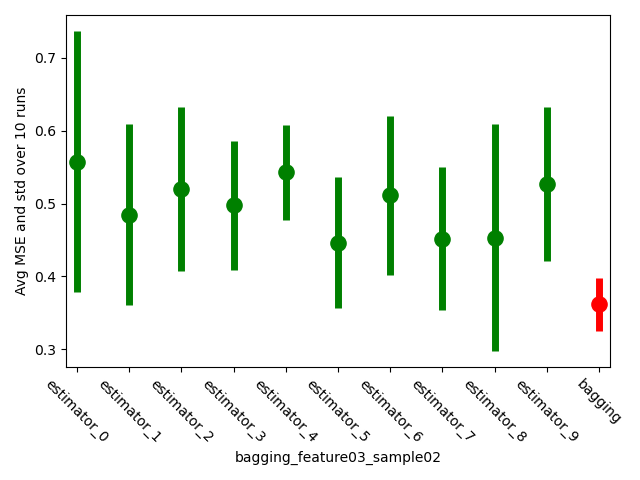 Avg MSE and std over 10 runs
0.7
0.6
0.5
0.4
0.3
estimator_0
estimator_1
estimator_2
estimator_3
estimator_4
estimator_5
estimator_6
estimator_7
estimator_8
estimator_9
bagging
bagging_feature03_sample02